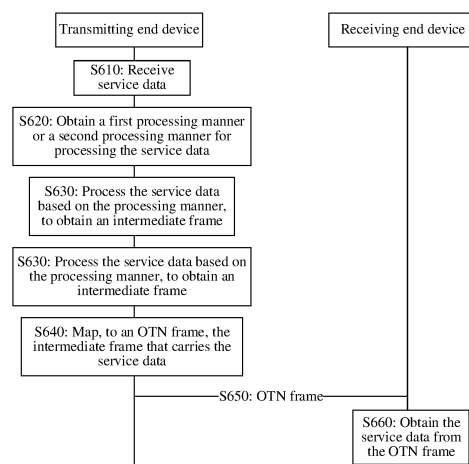 Transmitting end device
Receiving end device
S610: Receive
service data
S620: Obtain a first processing manner
or a second processing manner for
processing the service data
S630: Process the service data
based on the processing manner,
to obtain an intermediate frame
S630: Process the service data based on
the processing manner, to obtain an
intermediate frame
S640: Map, to an OTN frame, the
intermediate frame that carries the
service data
S650: OTN frame
S660: Obtain the
service data from
the OTN frame